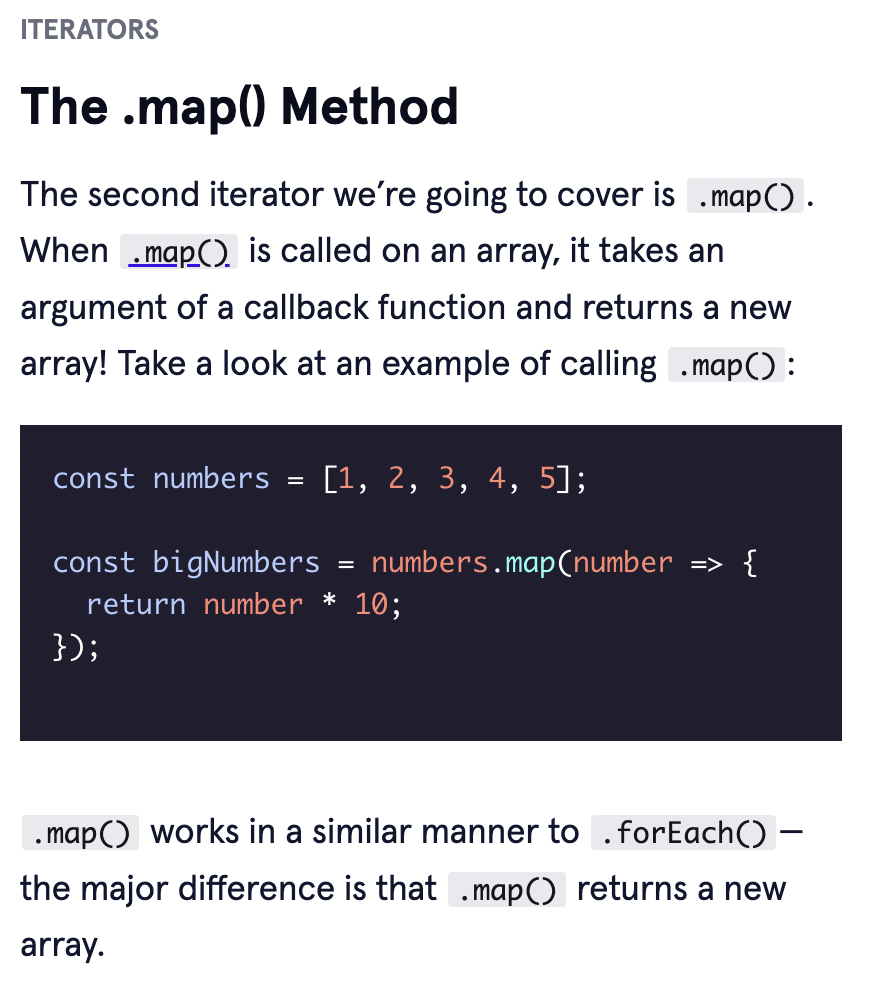 ITERATORS
The .map() Method
The second iterator we’re going to cover is .map().
When .map() is called on an array, it takes an
argument of a callback function and returns a new
array! Take a look at an example of calling .map():
const numbers = [1, 2, 3, 4, 5];
const bigNumbers = numbers.map(number => {
  return number * 10;
});
.map() works in a similar manner to .forEach()—
the major difference is that .map() returns a new
array.